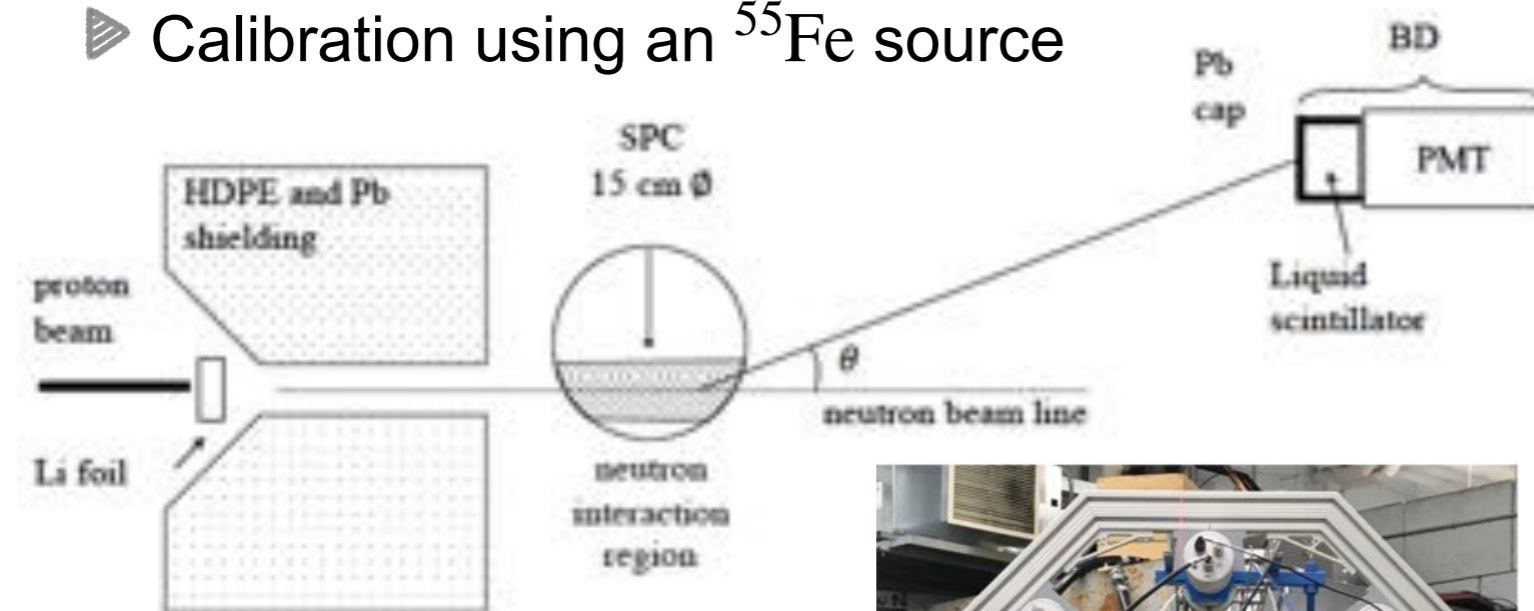 Calibration using an ⁵⁵Fe source
BD
Pb
cap
PMT
SPC
15 cm Ø
HDPE and Pb
shielding
proton
beam
Liquid
scintillator
θ
neutron beam line
Li foil
neutron
interaction
region